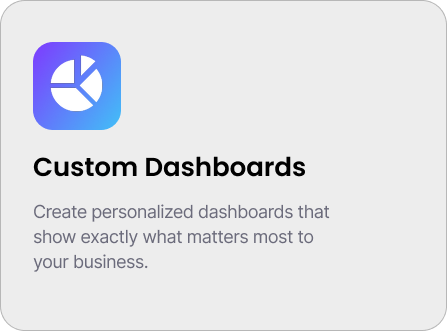 Custom Dashboards
Create personalized dashboards that
show exactly what matters most to
your business.